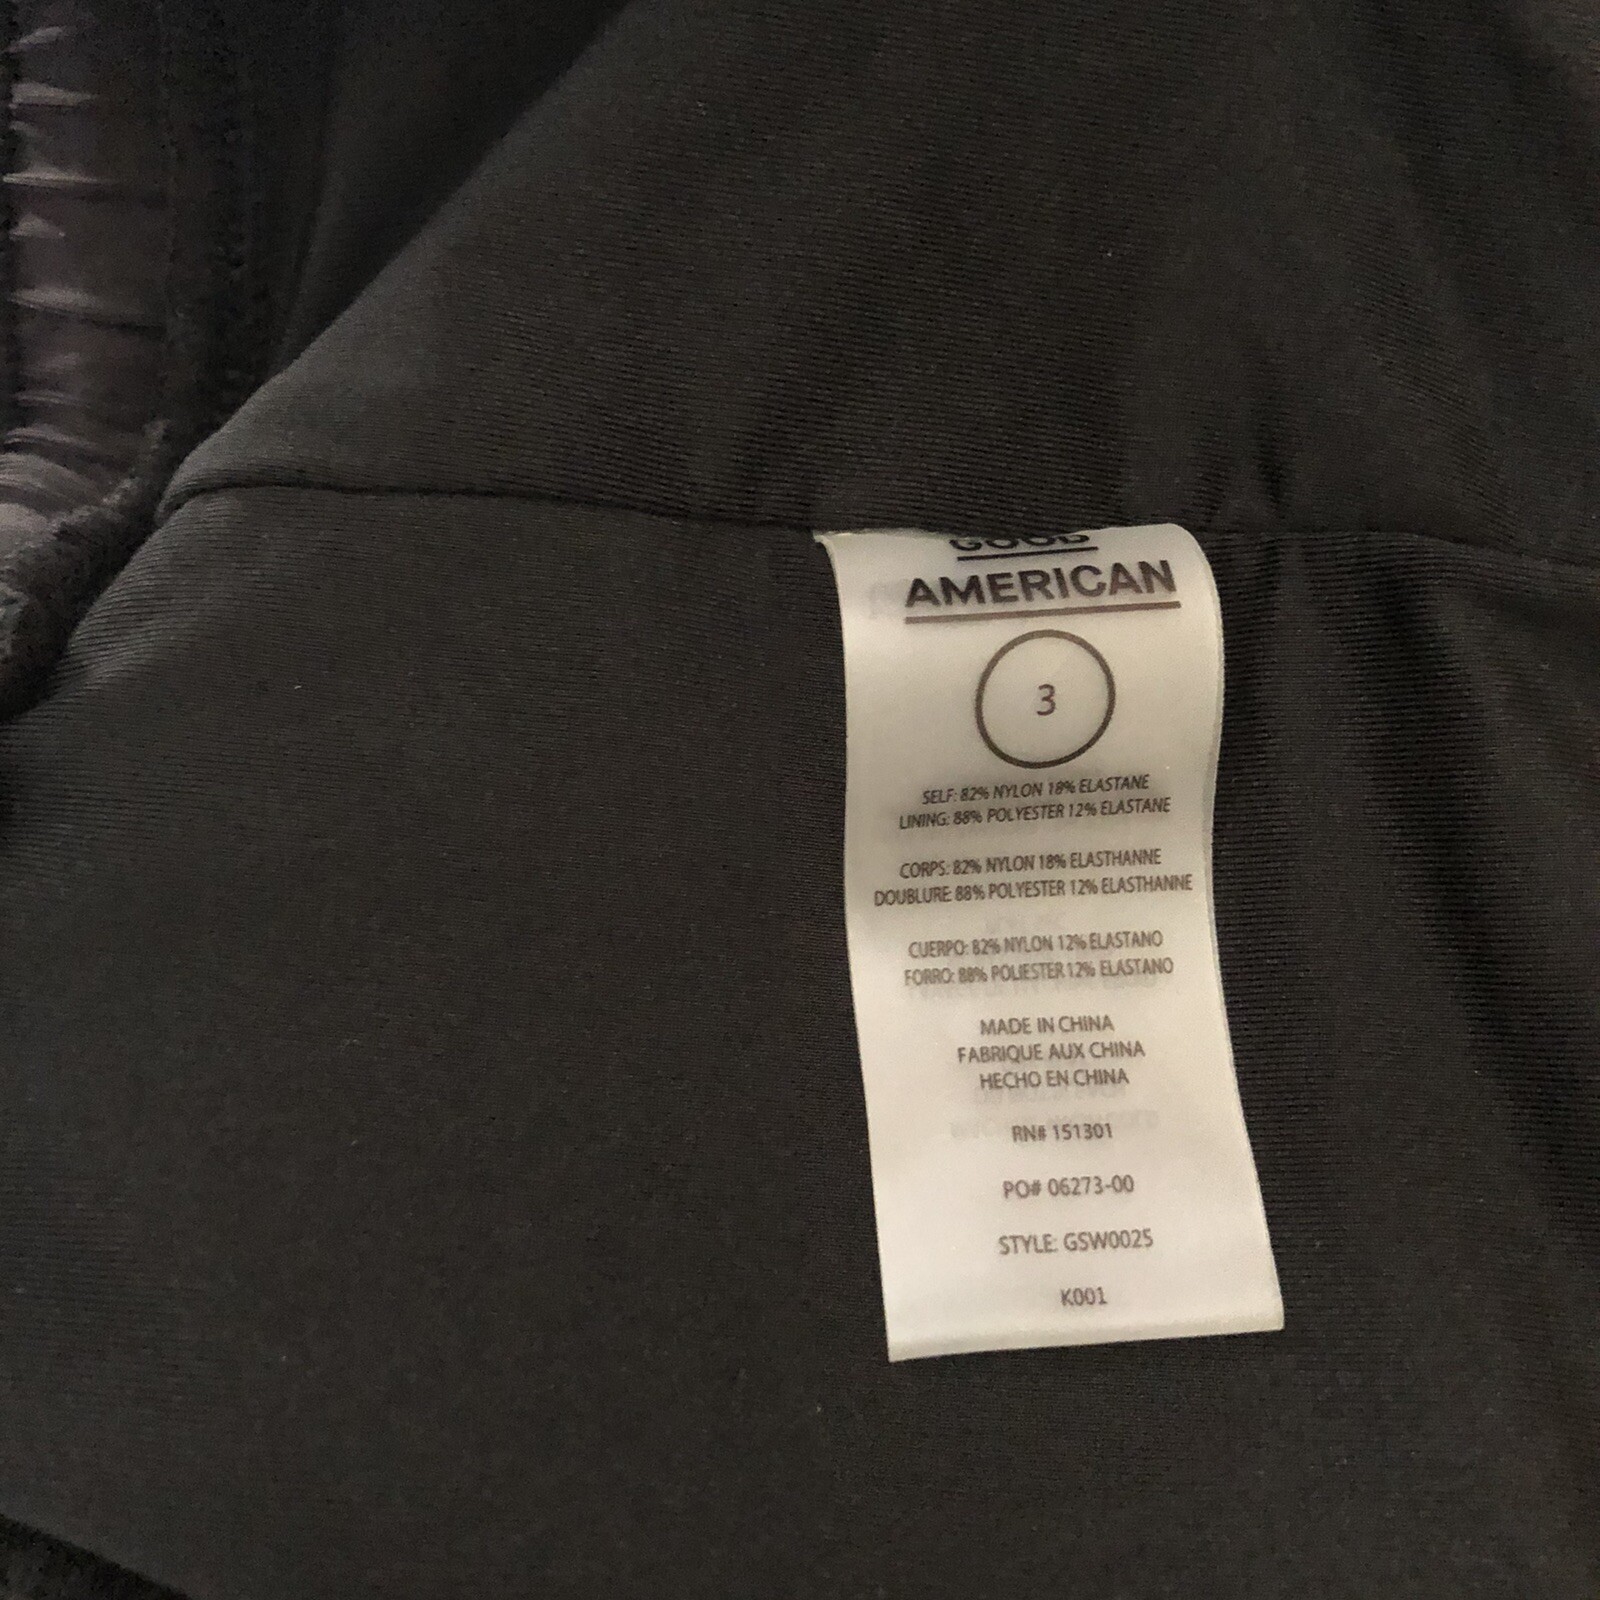 GOOD
AMERICAN
3
SELF: 82% NYLON 18% ELASTANE
LINING: 88% POLYESTER 12% ELASTANE
CORPS: 82% NYLON 18% ELASTHANNE
DOUBLURE: 88% POLYESTER 12% ELASTHANNE
CUERPO: 82% NYLON 12% ELASTANO
FORRO: 88% POLIESTER 12% ELASTANO
MADE IN CHINA
FABRIQUE AUX CHINA
HECHO EN CHINA
RN# 151301
PO# 06273-00
STYLE: GSW0025
K001